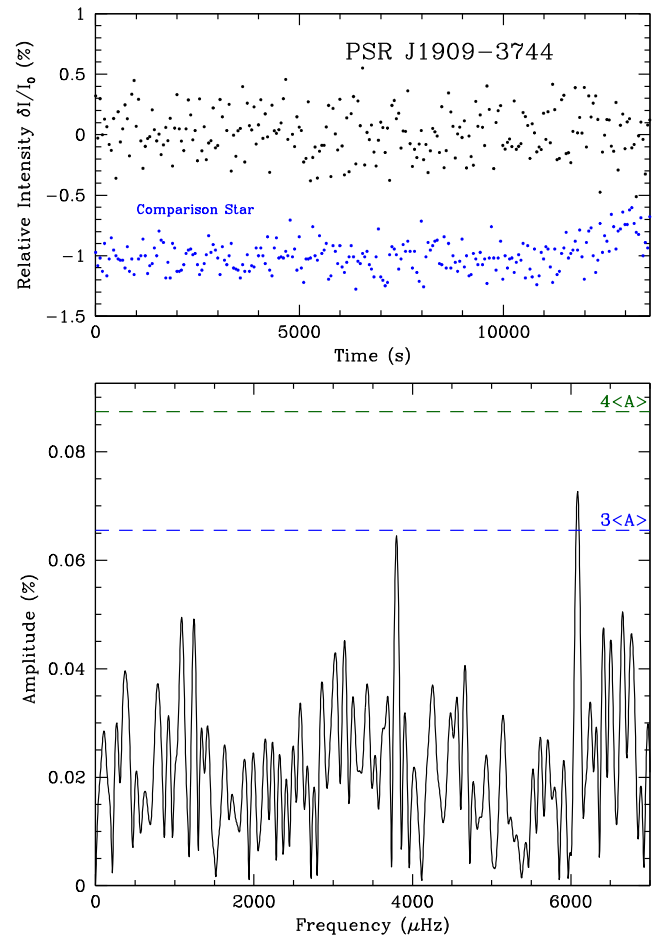 PSR J1909−3744
Relative Intensity δI/I₀ (%)
1
0.5
0
−0.5
−1
−1.5
Comparison Star
0
5000
10000
Time (s)
4<A>
3<A>
Amplitude (%)
0.08
0.06
0.04
0.02
0
0
2000
4000
6000
Frequency (μHz)